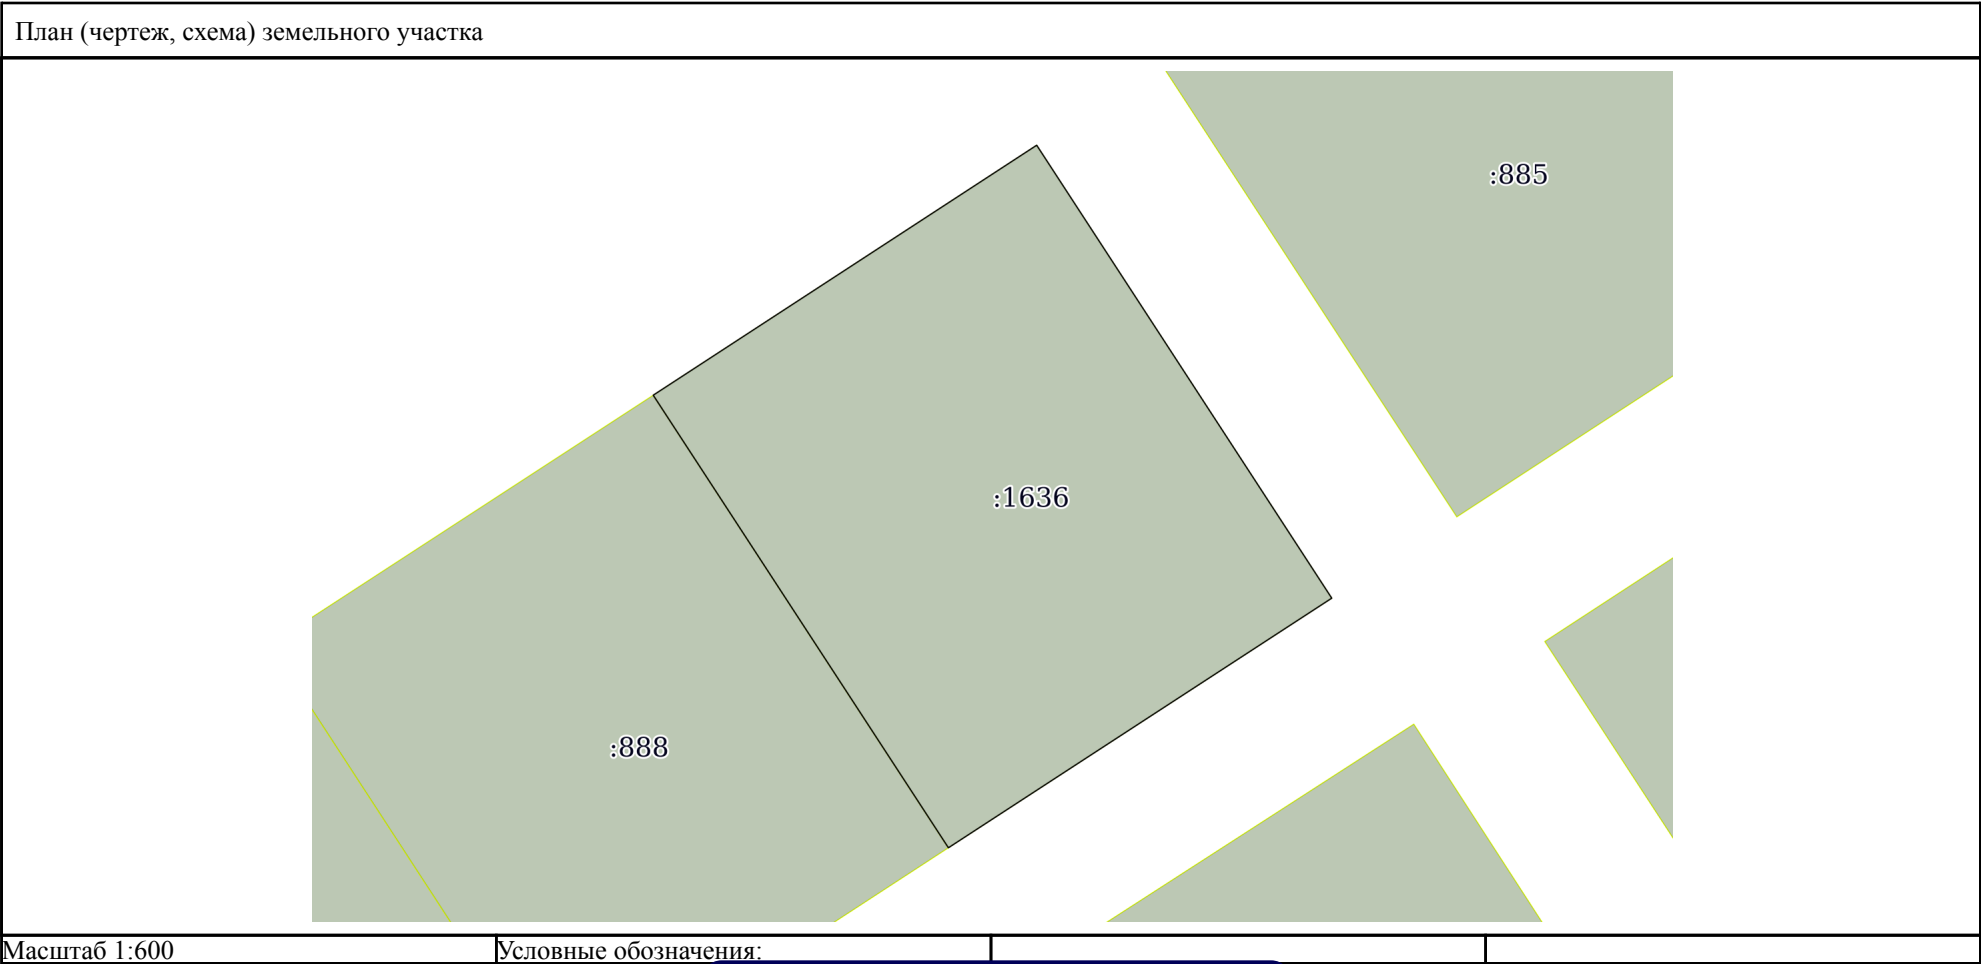 План (чертеж, схема) земельного участка
:885
:1636
:888
Масштаб 1:600
Условные обозначения: